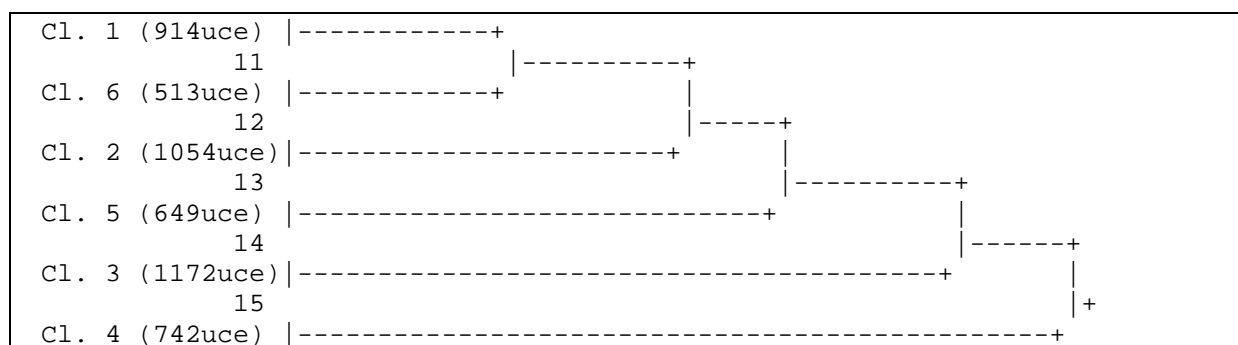 Cl. 1 (914uce) |------------+
11 |----------+
Cl. 6 (513uce) |------------+ |
12 |-----+
Cl. 2 (1054uce)|-----------------------+ |
13 |----------+
Cl. 5 (649uce) |-----------------------------+ |
14 |------+
Cl. 3 (1172uce)|----------------------------------------+ |
15 |+
Cl. 4 (742uce) |-----------------------------------------------+